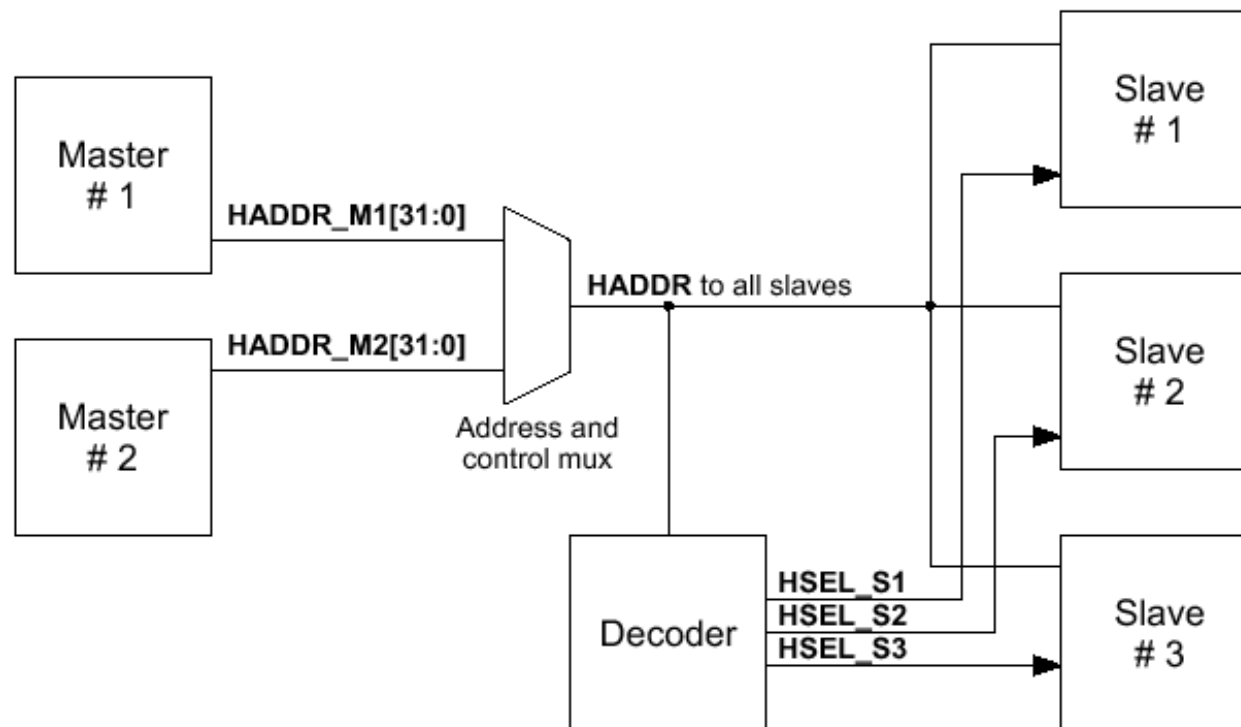 Slave
# 1
Master
# 1
HADDR_M1[31:0]
HADDR to all slaves
HADDR_M2[31:0]
Slave
# 2
Master
# 2
Address and
control mux
HSEL_S1
HSEL_S2
HSEL_S3
Decoder
Slave
# 3